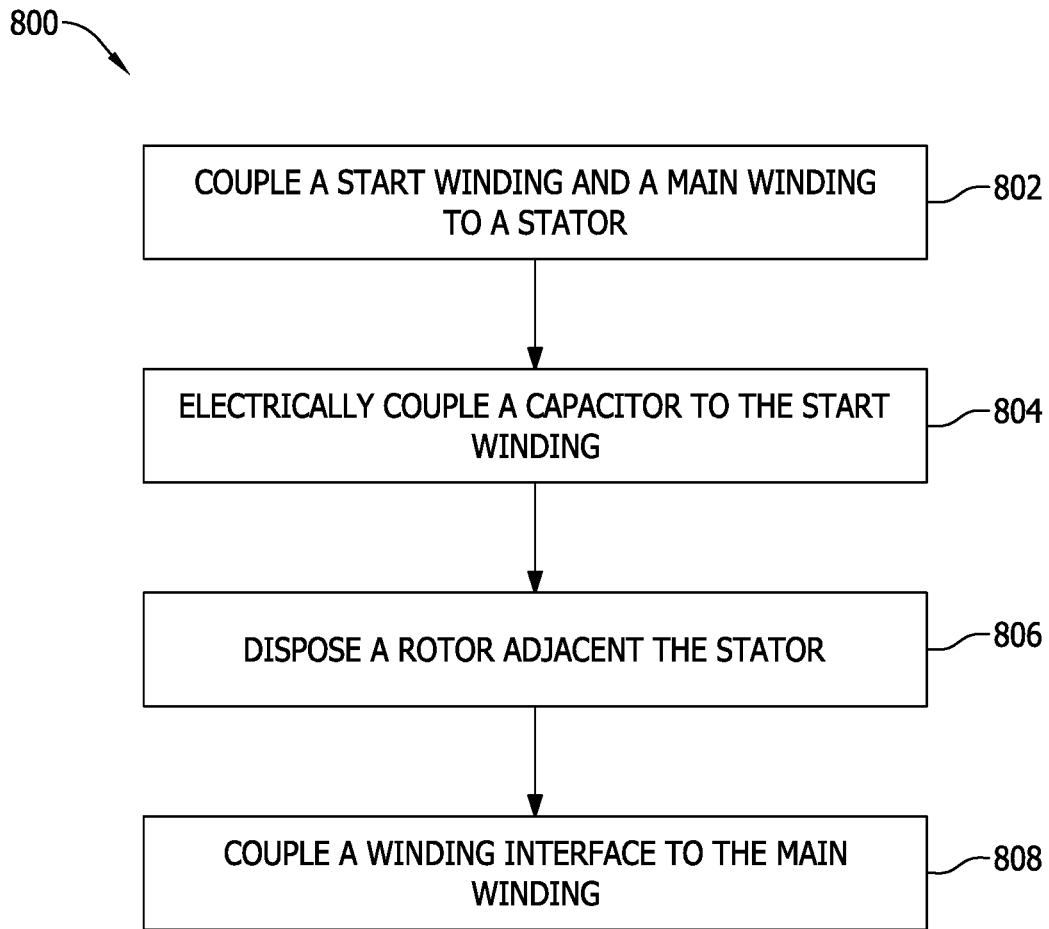 800
COUPLE A START WINDING AND A MAIN WINDING
TO A STATOR
802
ELECTRICALLY COUPLE A CAPACITOR TO THE START
WINDING
804
DISPOSE A ROTOR ADJACENT THE STATOR
806
COUPLE A WINDING INTERFACE TO THE MAIN
WINDING
808